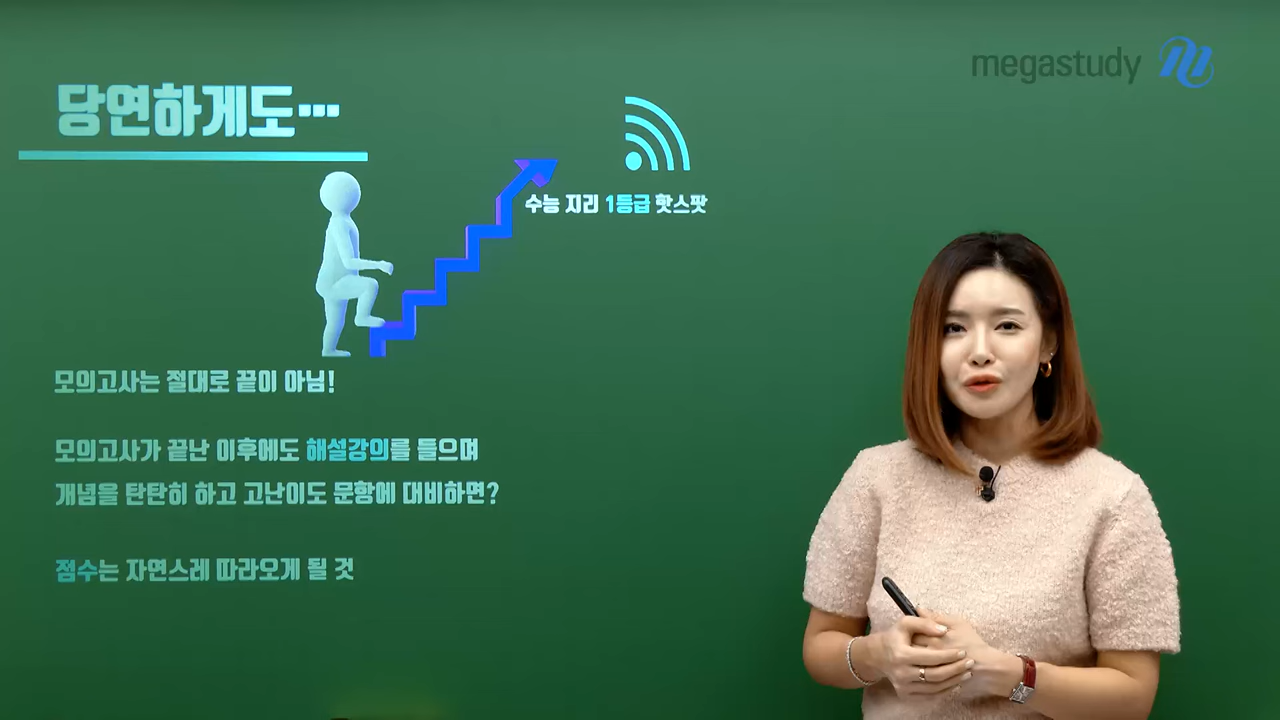 megastudy
당연하게도…
수능 지리 1등급 핫스팟
모의고사는 절대로 끝이 아님!
모의고사가 끝난 이후에도 해설강의를 들으며
개념을 탄탄히 하고 고난이도 문항에 대비하면?
점수는 자연스레 따라오게 될 것